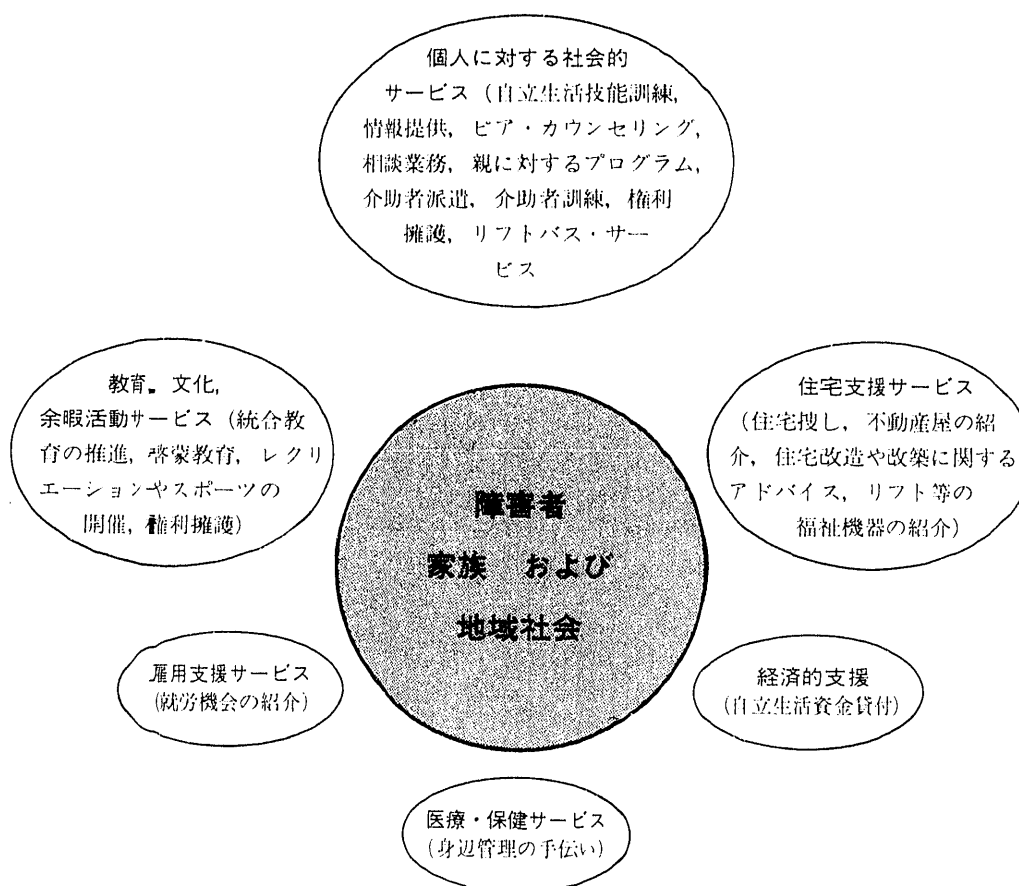 個人に対する社会的
サービス（自立生活技能訓練,
情報提供, ピア・カウンセリング,
相談業務, 親に対するプログラム,
介助者派遣, 介助者訓練, 権利
擁護, リフトバス・サー
ビス
教育, 文化,
余暇活動サービス（統合教
育の推進, 啓蒙教育, レクリ
エーションやスポーツの
開催, 権利擁護）
住宅支援サービス
（住宅捜し, 不動産屋の紹
介, 住宅改造や改築に関する
アドバイス, リフト等の
福祉機器の紹介）
障害者
家族 および
地域社会
雇用支援サービス
（就労機会の紹介）
経済的支援
（自立生活資金貸付）
医療・保健サービス
（身辺管理の手伝い）